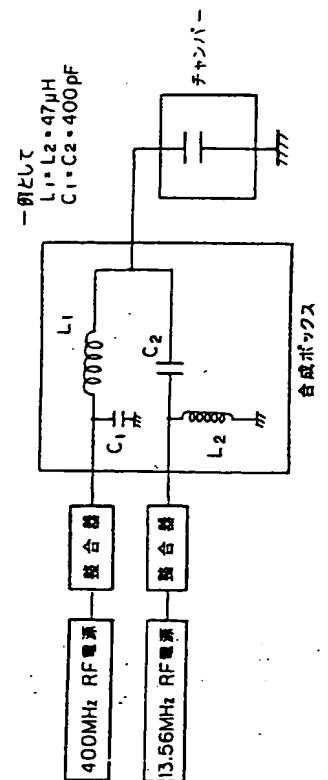 一例として
L₁=L₂=47μH
C₁=C₂=400pF
チャンバー
合成ボックス
L₁
C₁
C₂
L₂
整合器
整合器
400MHz RF電源
13.56MHz RF電源